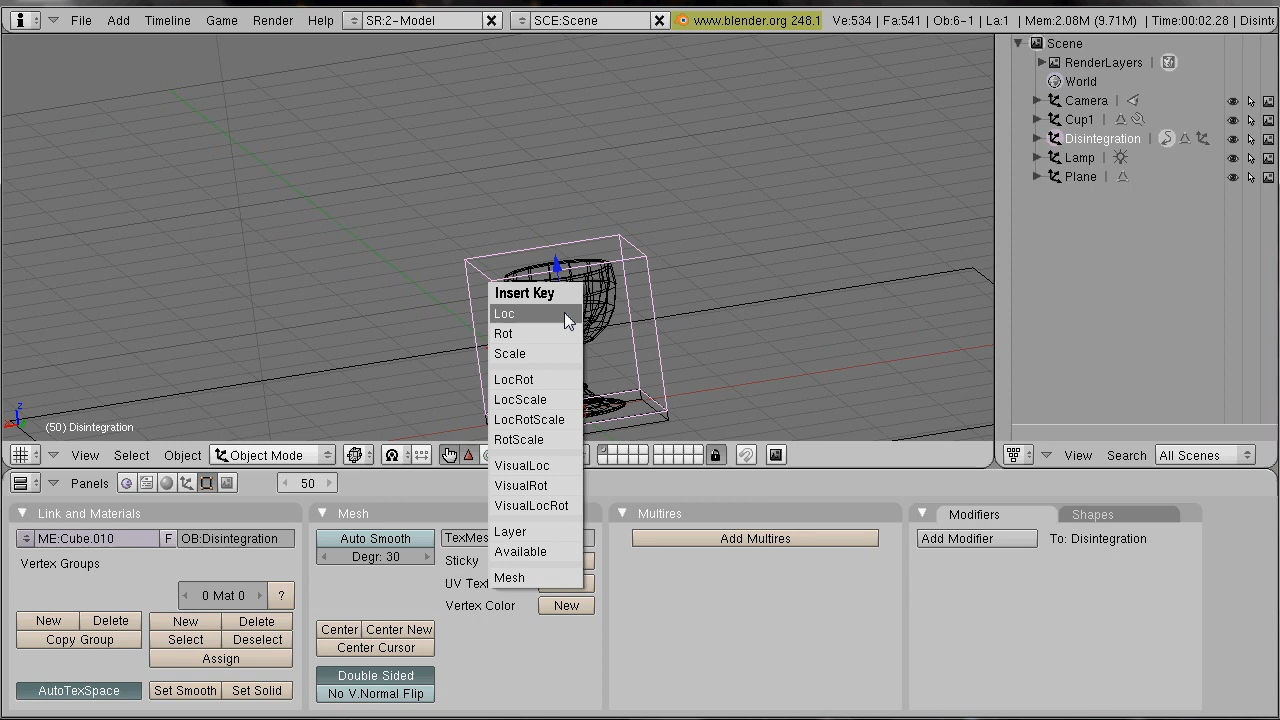 File Add Timeline Game Render Help SR:2-Model SCE:Scene www.blender.org 248.1 Ve:534 | Fa:541 | Ob:6-1 | La:1 | Mem:2.08M (9.71M) | Time:00:02.28 | Disinte
Scene
RenderLayers
World
Camera
Cup1
Disintegration
Lamp
Plane
Insert Key
Loc
Rot
Scale
LocRot
LocScale
LocRotScale
RotScale
VisualLoc
VisualRot
VisualLocRot
Layer
Available
Mesh
z
(50) Disintegration
View Select Object Object Mode
View Search All Scenes
Panels 50
Link and Materials
ME:Cube.010 F OB:Disintegration
Vertex Groups
0 Mat 0 ?
New Delete New Delete
Copy Group Select Deselect
Assign
AutoTexSpace Set Smooth Set Solid
Mesh
Auto Smooth TexMes
Degr: 30 Sticky
UV Text
Vertex Color New
Center Center New
Center Cursor
Double Sided
No V.Normal Flip
Multires
Add Multires
Modifiers Shapes
Add Modifier To: Disintegration